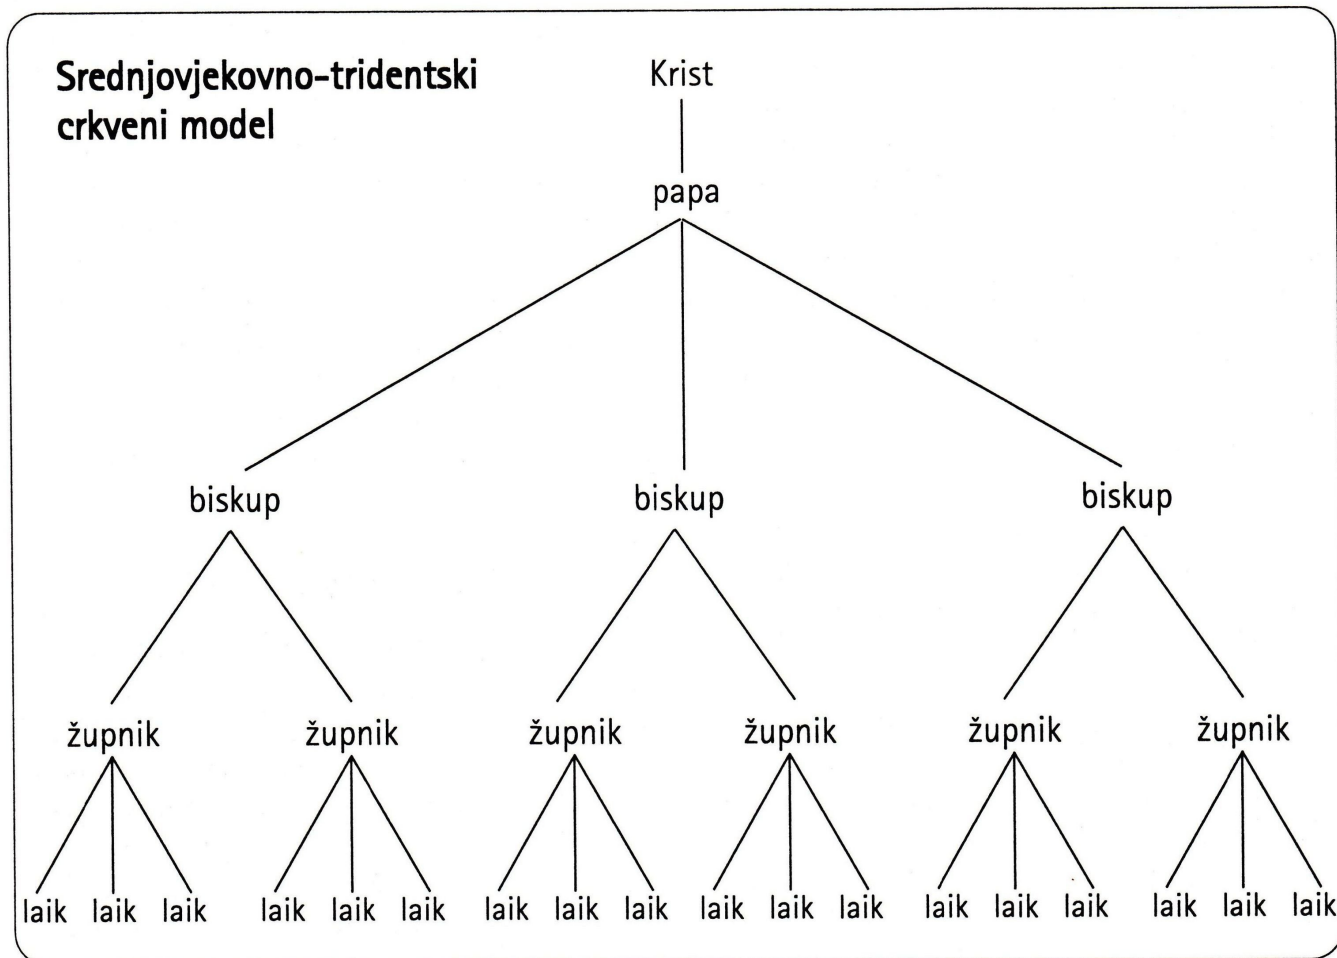 Srednjovjekovno-tridentski
crkveni model
Krist
papa
biskup biskup biskup
župnik župnik župnik župnik župnik župnik
laik laik laik laik laik laik laik laik laik laik laik laik laik laik laik laik laik laik